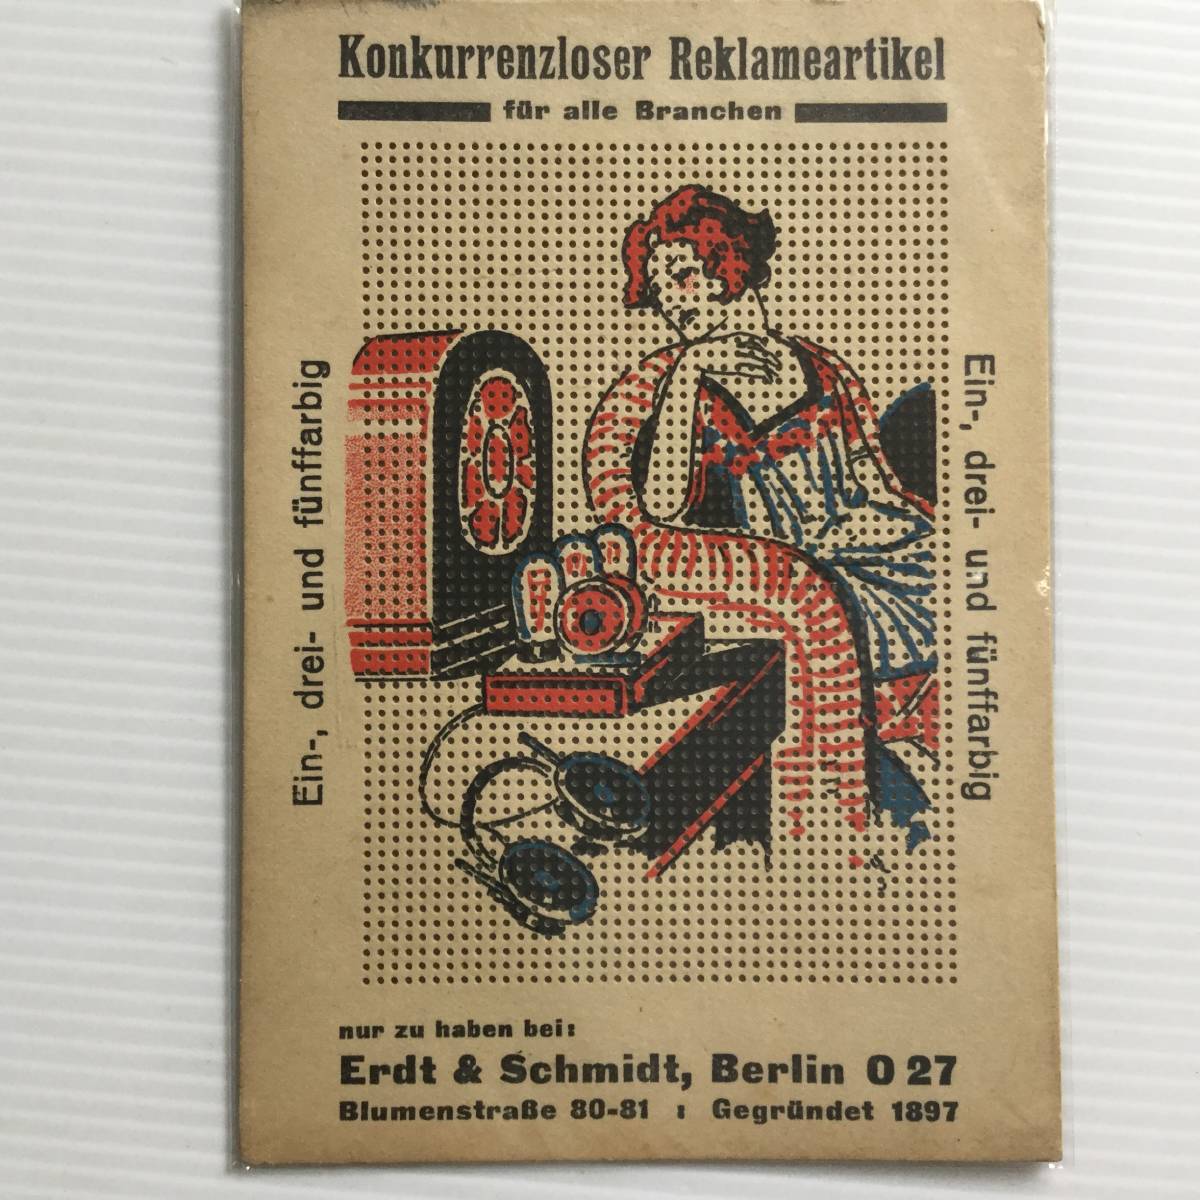 Konkurrenzloser Reklameartikel
für alle Branchen
Ein-, drei- und fünffarbig
Ein-, drei- und fünffarbig
nur zu haben bei:
Erdt & Schmidt, Berlin O 27
Blumenstraße 80-81 : Gegründet 1897